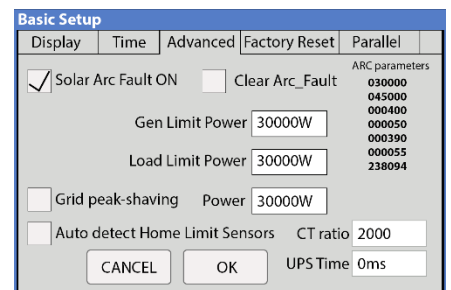 Basic Setup
Display Time Advanced Factory Reset Parallel
Solar Arc Fault ON Clear Arc_Fault
ARC parameters
030000
045000
000400
000050
000390
000055
238094
Gen Limit Power 30000W
Load Limit Power 30000W
Grid peak-shaving Power 30000W
Auto detect Home Limit Sensors CT ratio 2000
CANCEL OK UPS Time 0ms